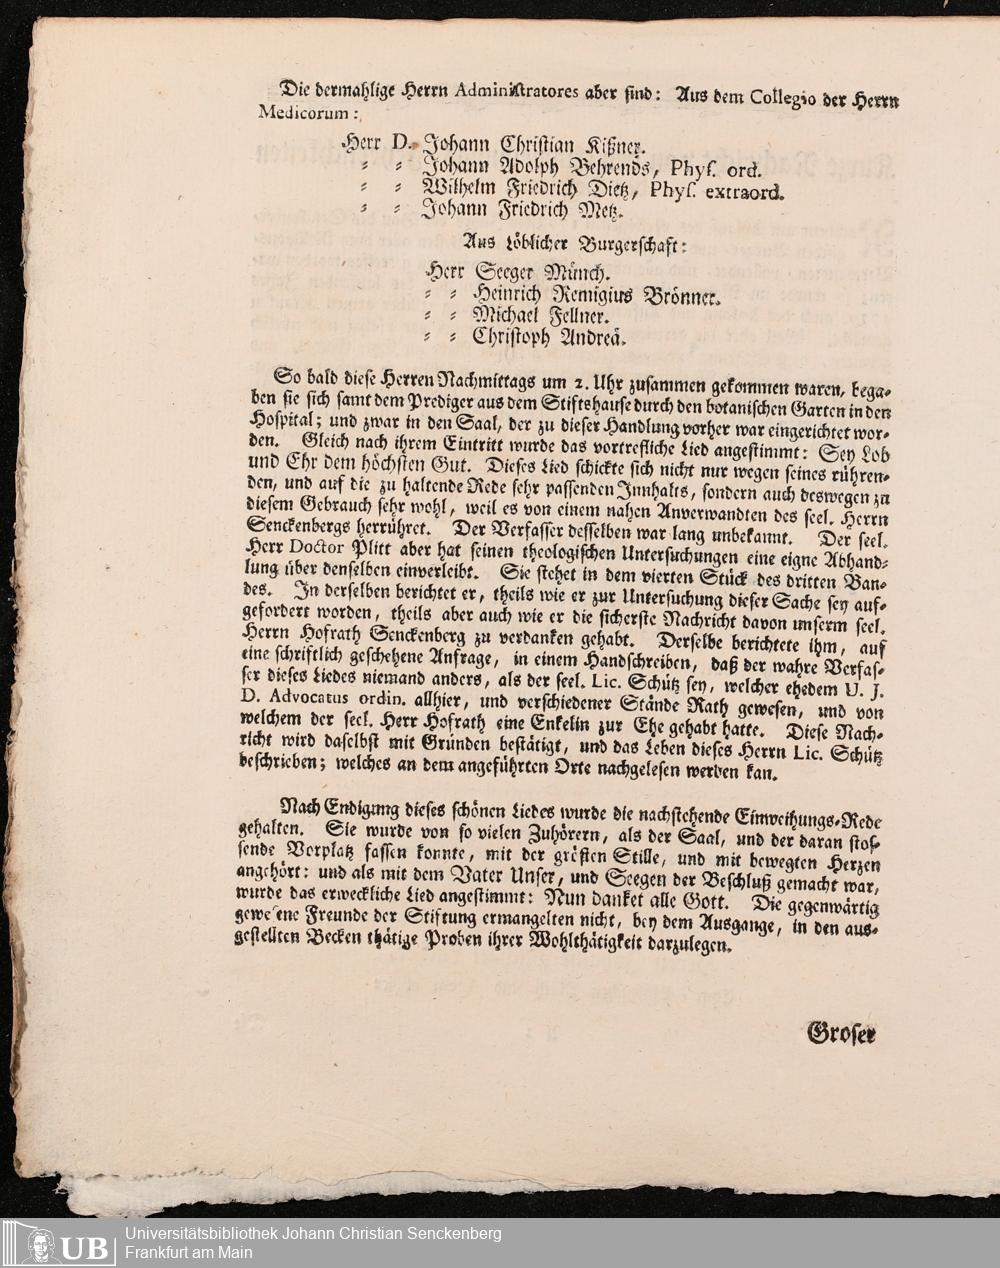 Die dermahlige Herrn Administratores aber sind: Aus dem Collegio der Herrn
Medicorum:
Herr D. Johann Christian Kißner.
⸗ ⸗ Johann Adolph Behrends, Phyſ. ord.
⸗ ⸗ Wilhelm Friedrich Dietz, Phyſ. extraord.
⸗ ⸗ Johann Friedrich Metz.
Aus löblicher Burgerschaft:
Herr Seeger Münch.
⸗ ⸗ Heinrich Remigius Brönner.
⸗ ⸗ Michael Fellner.
⸗ ⸗ Christoph Andreä.
So bald diese Herren Nachmittags um 2. Uhr zusammen gekommen waren, bega⸗
ben sie sich samt dem Prediger aus dem Stiftshause durch den botanischen Garten in den
Hospital; und zwar in den Saal, der zu dieser Handlung vorher war eingerichtet wor⸗
den. Gleich nach ihrem Eintritt wurde das vortrefliche Lied angestimmt: Sey Lob
und Ehr dem höchsten Gut. Dieses Lied schickte sich nicht nur wegen seines rühren⸗
den, und auf die zu haltende Rede sehr passenden Innhalts, sondern auch deswegen zu
diesem Gebrauch sehr wohl, weil es von einem nahen Anverwandten des seel. Herrn
Senckenbergs herrühret. Der Verfasser desselben war lang unbekannt. Der seel.
Herr Doctor Plitt aber hat seinen theologischen Untersuchungen eine eigne Abhand⸗
lung über denselben einverleibt. Sie stehet in dem vierten Stück des dritten Ban⸗
des. In derselben berichtet er, theils wie er zur Untersuchung dieser Sache sey auf⸗
gefordert worden, theils aber auch wie er die sicherste Nachricht davon unserm seel.
Herrn Hofrath Senckenberg zu verdanken gehabt. Derselbe berichtete ihm, auf
eine schriftlich geschehene Anfrage, in einem Handschreiben, daß der wahre Verfas⸗
ser dieses Liedes niemand anders, als der seel. Lic. Schütz sey, welcher ehedem U. J.
D. Advocatus ordin. allhier, und verschiedener Stände Rath gewesen, und von
welchem der seel. Herr Hofrath eine Enkelin zur Ehe gehabt hatte. Diese Nach⸗
richt wird daselbst mit Gründen bestätigt, und das Leben dieses Herrn Lic. Schütz
beschrieben; welches an dem angeführten Orte nachgelesen werden kan.
Nach Endigung dieses schönen Liedes wurde die nachstehende Einweihungs⸗Rede
gehalten. Sie wurde von so vielen Zuhörern, als der Saal, und der daran stos⸗
sende Vorplatz fassen konnte, mit der grösten Stille, und mit bewegten Herzen
angehört: und als mit dem Vater Unser, und Seegen der Beschluß gemacht war,
wurde das erweckliche Lied angestimmt: Nun danket alle Gott. Die gegenwärtig
gewesene Freunde der Stiftung ermangelten nicht, bey dem Ausgange, in den aus⸗
gestellten Becken thätige Proben ihrer Wohlthätigkeit darzulegen.
Groser
UB
Universitätsbibliothek Johann Christian Senckenberg
Frankfurt am Main